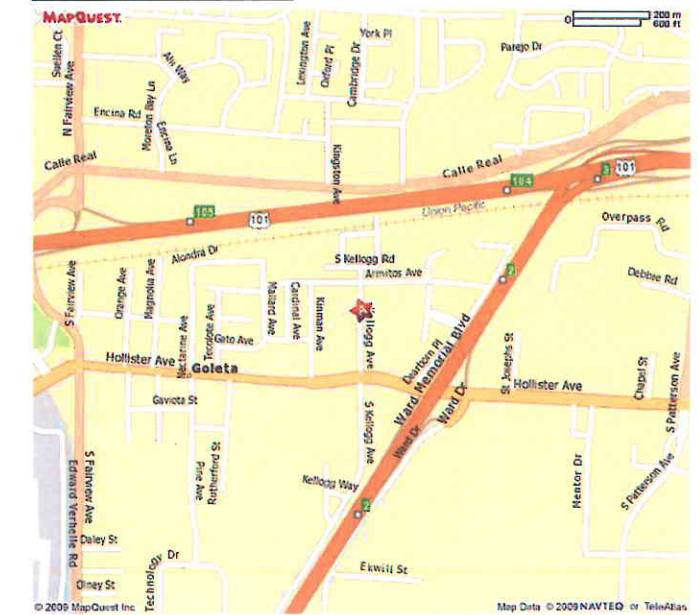 MAPQUEST.
0 200 m
600 ft
Suellen Ct
N Fairview Ave
Alii Way
Lexington Ave
Oxford Pl
Cambridge Dr
York Pl
Parejo Dr
Encina Rd
Moreton Bay Ln
Encina Ln
Kingston Ave
Calle Real
Calle Real
104
3
101
105
101
Union Pacific
Overpass Rd
Alondra Dr
S Kellogg Rd
Armitos Ave
2
Debbie Rd
S Fairview Ave
Orange Ave
Magnolia Ave
Nectarine Ave
Tecolote Ave
Gato Ave
Mallard Ave
Cardinal Ave
Kinman Ave
Kellogg Ave
Dearborn Pl
Ward Memorial Blvd
St Josephs St
Hollister Ave
Goleta
Ward Dr
Hollister Ave
Chapel St
S Patterson Ave
Gaviota St
S Kellogg Ave
Ward Dr
Pine Ave
Rutherford St
Kellogg Way
Mentor Dr
S Patterson Ave
S Fairview Ave
Edward Verhelle Rd
2
Daley St
Technology Dr
Ekwill St
Olney St
© 2009 MapQuest Inc
Map Data © 2009 NAVTEQ or TeleAtlas